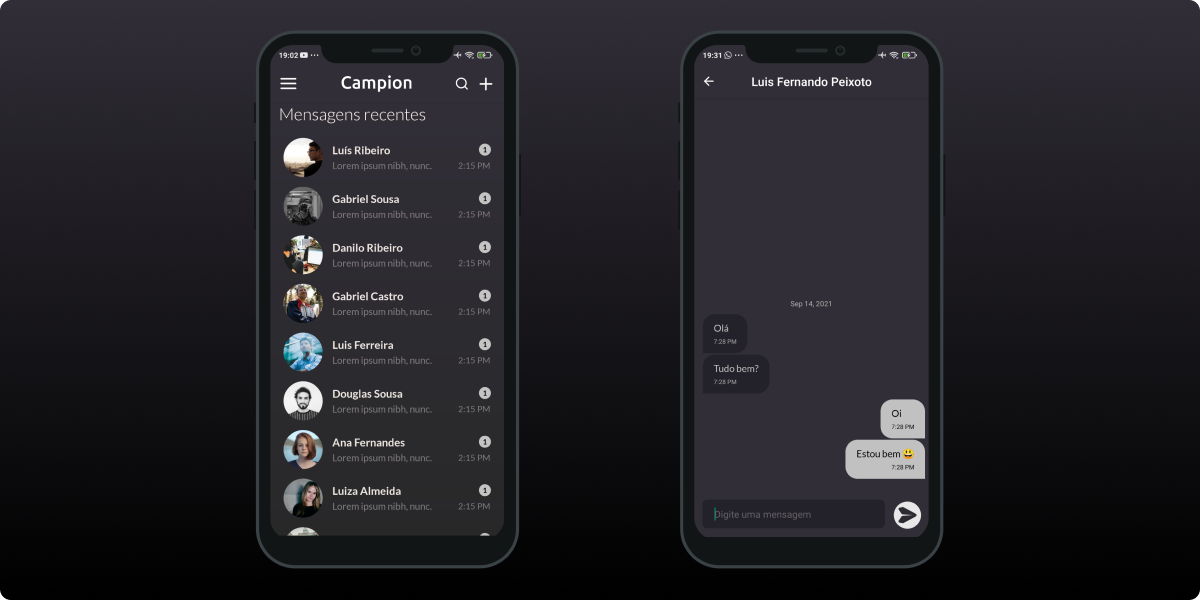 19:02
Campion
Mensagens recentes
Luís Ribeiro
1
Lorem ipsum nibh, nunc.
2:15 PM
Gabriel Sousa
1
Lorem ipsum nibh, nunc.
2:15 PM
Danilo Ribeiro
1
Lorem ipsum nibh, nunc.
2:15 PM
Gabriel Castro
1
Lorem ipsum nibh, nunc.
2:15 PM
Luis Ferreira
1
Lorem ipsum nibh, nunc.
2:15 PM
Douglas Sousa
1
Lorem ipsum nibh, nunc.
2:15 PM
Ana Fernandes
1
Lorem ipsum nibh, nunc.
2:15 PM
Luiza Almeida
1
Lorem ipsum nibh, nunc.
2:15 PM
19:31
Luis Fernando Peixoto
Sep 14, 2021
Olá
7:28 PM
Tudo bem?
7:28 PM
Oi
7:28 PM
Estou bem 😃
7:28 PM
Digite uma mensagem